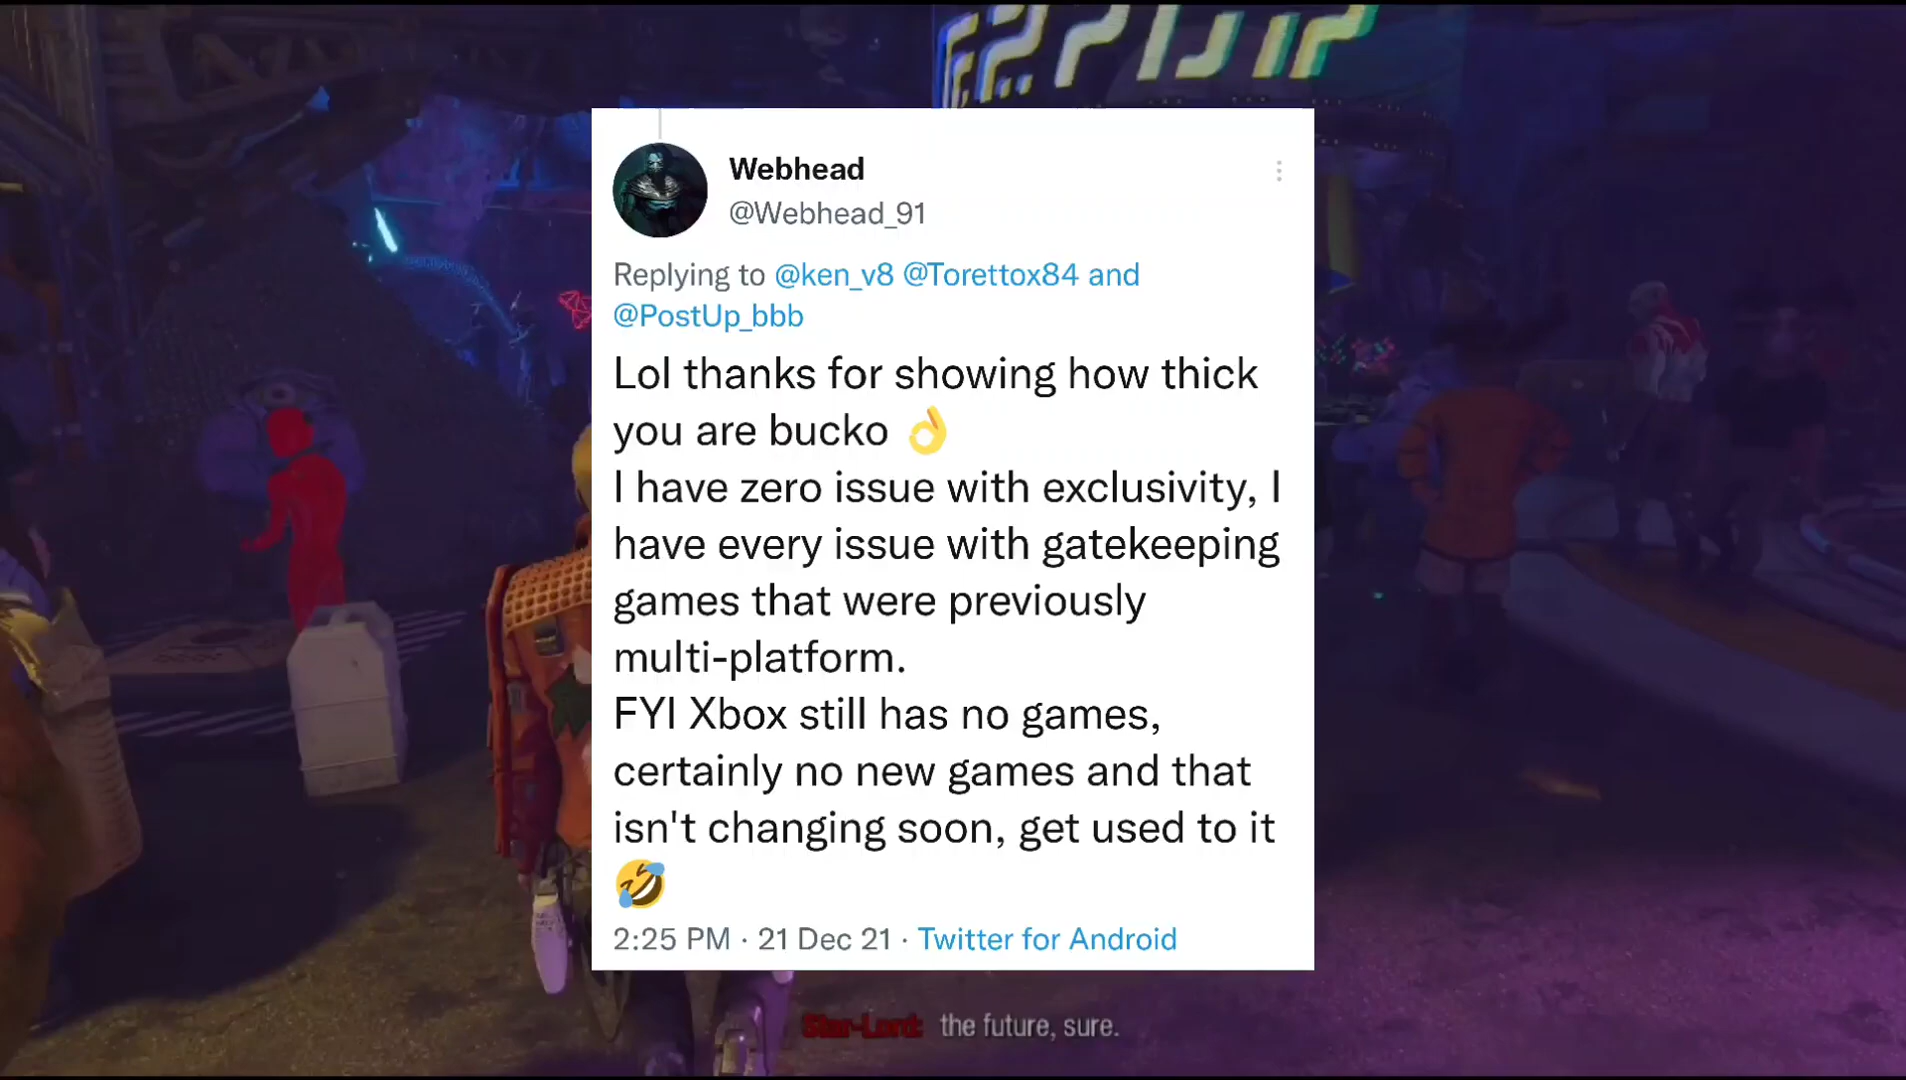 Webhead
@Webhead_91
Replying to @ken_v8 @Torettox84 and
@PostUp_bbb
Lol thanks for showing how thick
you are bucko 👌
I have zero issue with exclusivity, I
have every issue with gatekeeping
games that were previously
multi-platform.
FYI Xbox still has no games,
certainly no new games and that
isn't changing soon, get used to it
🤣
2:25 PM · 21 Dec 21 · Twitter for Android
Star-Lord: the future, sure.